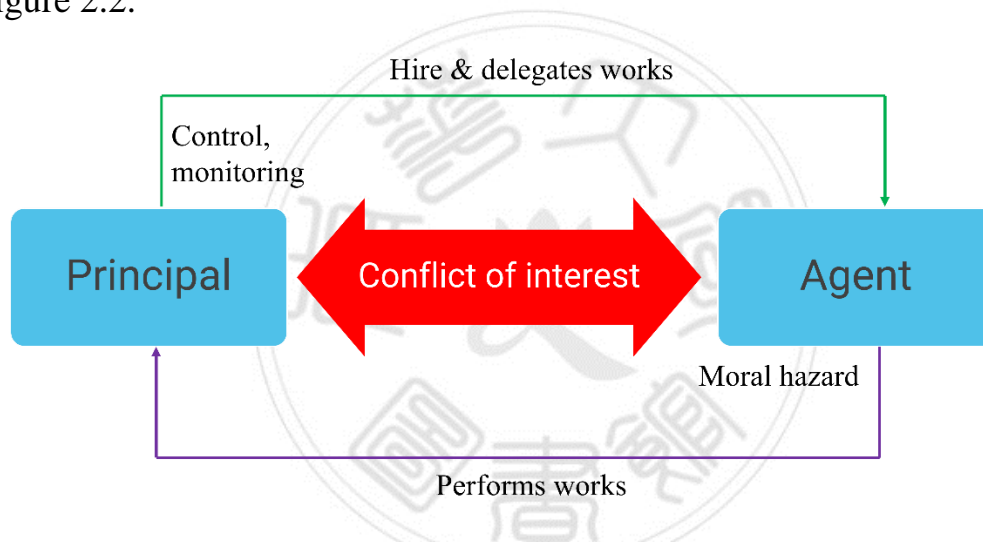 igure 2.2.
Hire & delegates works
Control,
monitoring
Principal
Conflict of interest
Agent
Moral hazard
Performs works